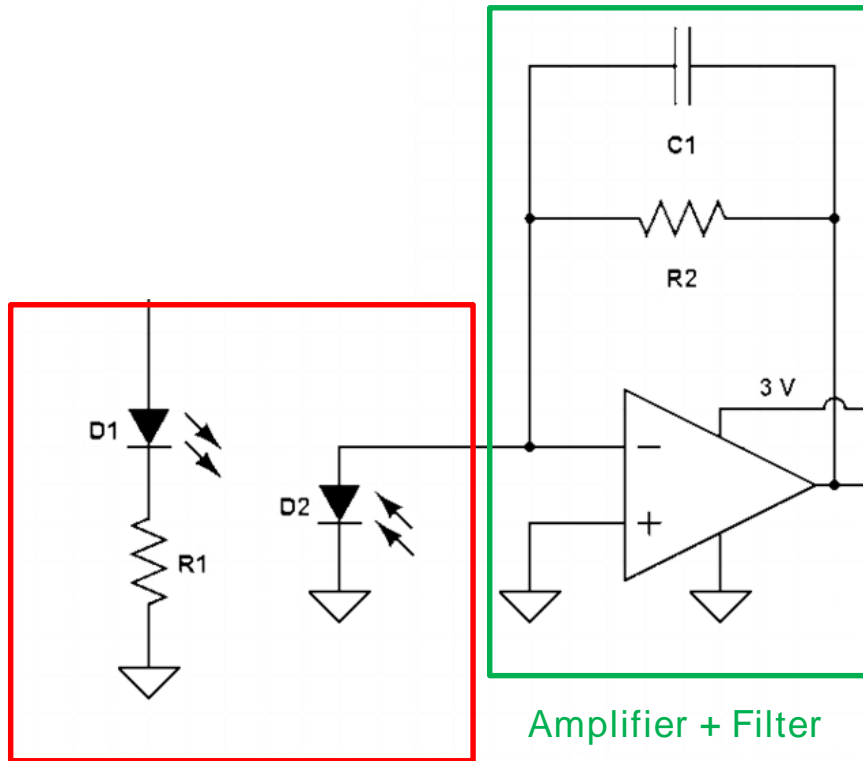 C1
R2
3 V
D1
D2
R1
−
+
Amplifier + Filter